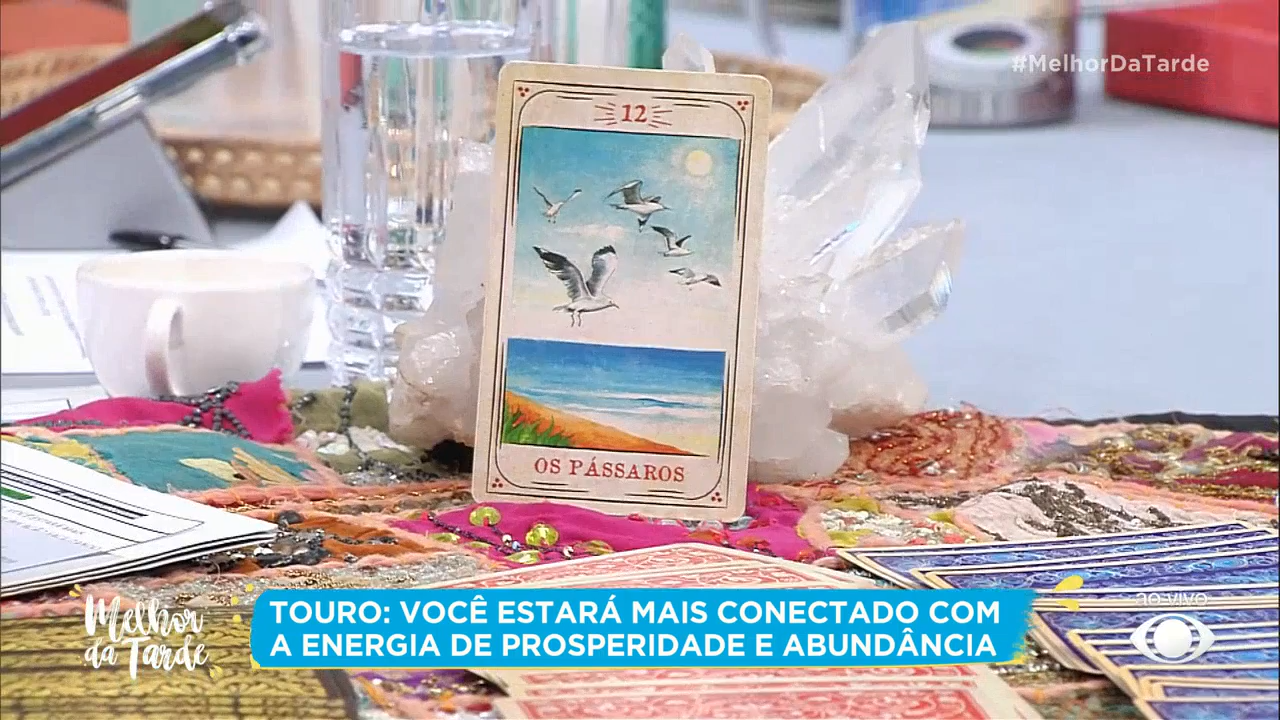 #MelhorDaTarde
12
OS PÁSSAROS
Melhor
da Tarde
TOURO: VOCÊ ESTARÁ MAIS CONECTADO COM
A ENERGIA DE PROSPERIDADE E ABUNDÂNCIA
AO VIVO